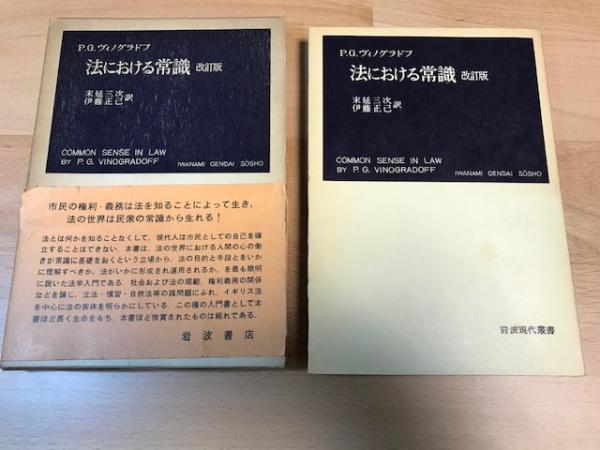 P.G.ヴィノグラドフ
法における常識 改訂版
末延三次
伊藤正己 訳
COMMON SENSE IN LAW
BY P. G. VINOGRADOFF IWANAMI GENDAI SŌSHO
市民の権利・義務は法を知ることによって生き,
法の世界は民衆の常識から生れる!
法とは何かを知ることなくして,現代人は市民としての自己を確
立することはできない.本書は,法の世界における人間の心の働
きが常識に基礎をおくという立場から,法の目的と手段とをいか
に理解すべきか,法がいかに形成され運用されるか,を最も簡明
に説いた法学入門である.社会および法の規範,権利義務の関係
などを論じ,立法・慣習・自然法等の諸問題にふれ,イギリス法
を中心に法の実体を明らかにしている.この種の入門書として本
書ほど長く生命をもち,本書ほど推賞されたものは稀れである.
岩波書店
P.G.ヴィノグラドフ
法における常識 改訂版
末延三次
伊藤正己 訳
COMMON SENSE IN LAW
BY P. G. VINOGRADOFF IWANAMI GENDAI SŌSHO
岩波現代叢書